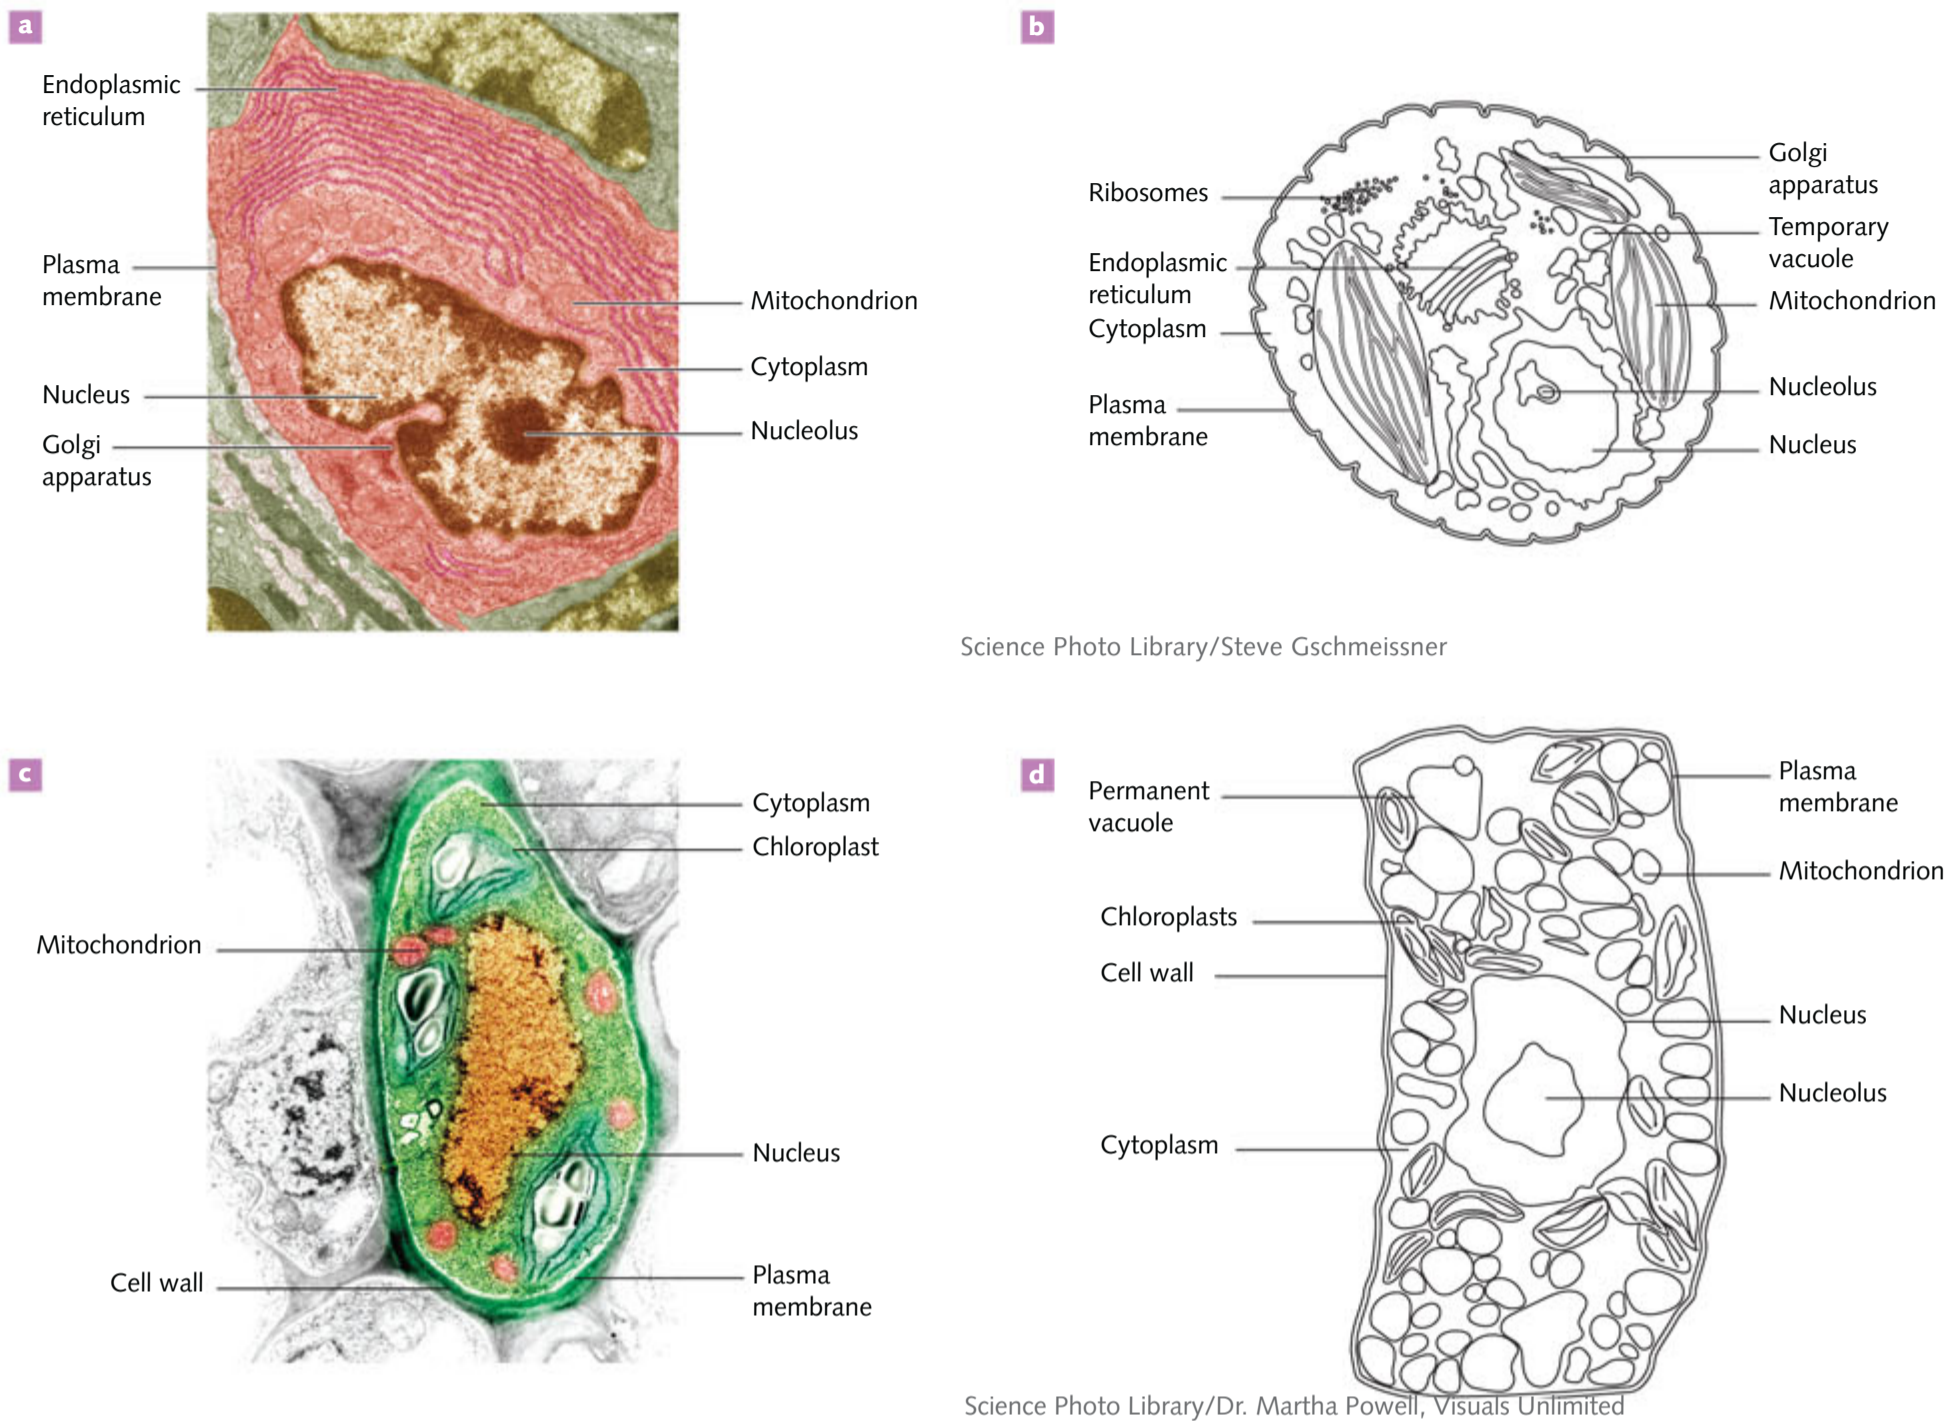 a
Endoplasmic
reticulum
Plasma
membrane
Nucleus
Golgi
apparatus
Mitochondrion
Cytoplasm
Nucleolus
b
Ribosomes
Endoplasmic
reticulum
Cytoplasm
Plasma
membrane
Golgi
apparatus
Temporary
vacuole
Mitochondrion
Nucleolus
Nucleus
Science Photo Library/Steve Gschmeissner
c
Mitochondrion
Cell wall
Cytoplasm
Chloroplast
Nucleus
Plasma
membrane
d
Permanent
vacuole
Chloroplasts
Cell wall
Cytoplasm
Plasma
membrane
Mitochondrion
Nucleus
Nucleolus
Science Photo Library/Dr. Martha Powell, Visuals Unlimited